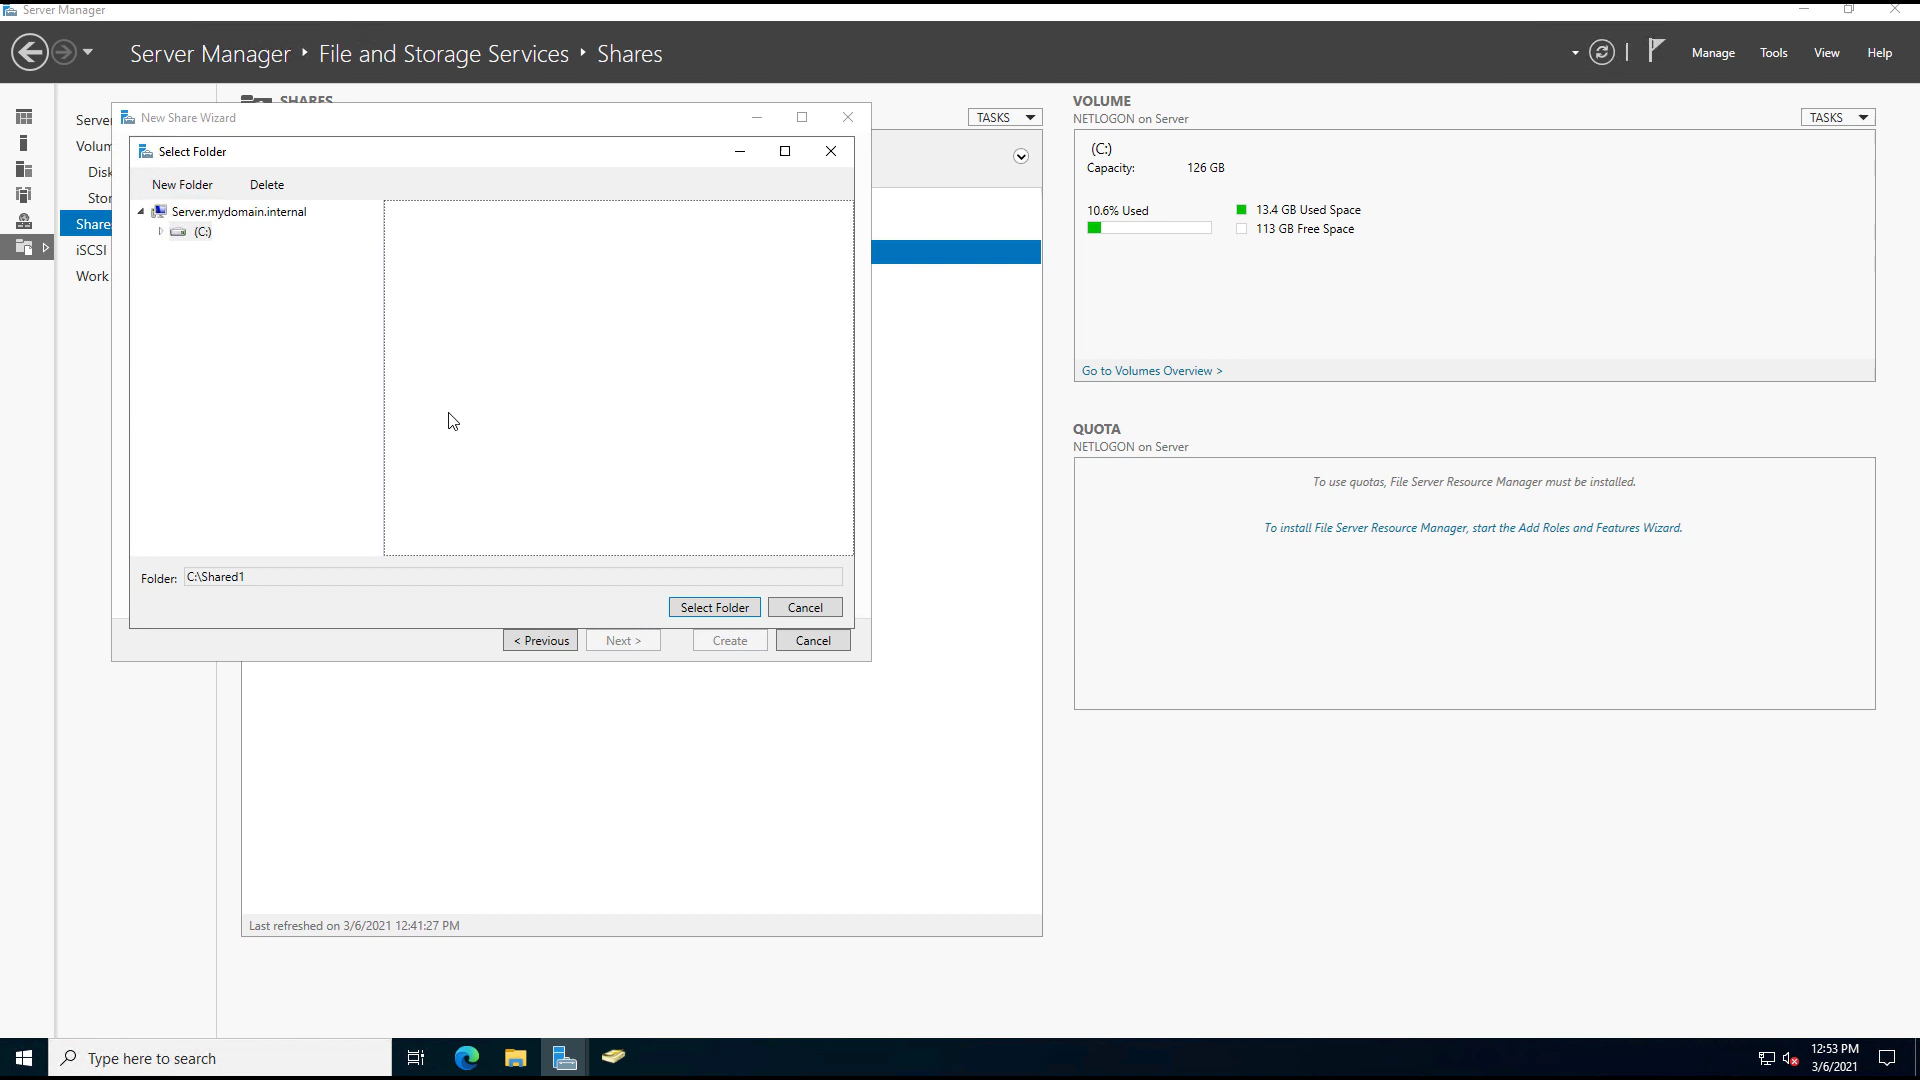 Server Manager
Server Manager ‣ File and Storage Services ‣ Shares
Manage
Tools
View
Help
SHARES
TASKS
Server
Volum
Disk
Stor
Share
iSCSI
Work
New Share Wizard
Select Folder
New Folder
Delete
Server.mydomain.internal
(C:)
Folder: C:\Shared1
Select Folder
Cancel
< Previous
Next >
Create
Cancel
Last refreshed on 3/6/2021 12:41:27 PM
VOLUME
NETLOGON on Server
TASKS
(C:)
Capacity: 126 GB
10.6% Used
13.4 GB Used Space
113 GB Free Space
Go to Volumes Overview >
QUOTA
NETLOGON on Server
To use quotas, File Server Resource Manager must be installed.
To install File Server Resource Manager, start the Add Roles and Features Wizard.
Type here to search
12:53 PM
3/6/2021